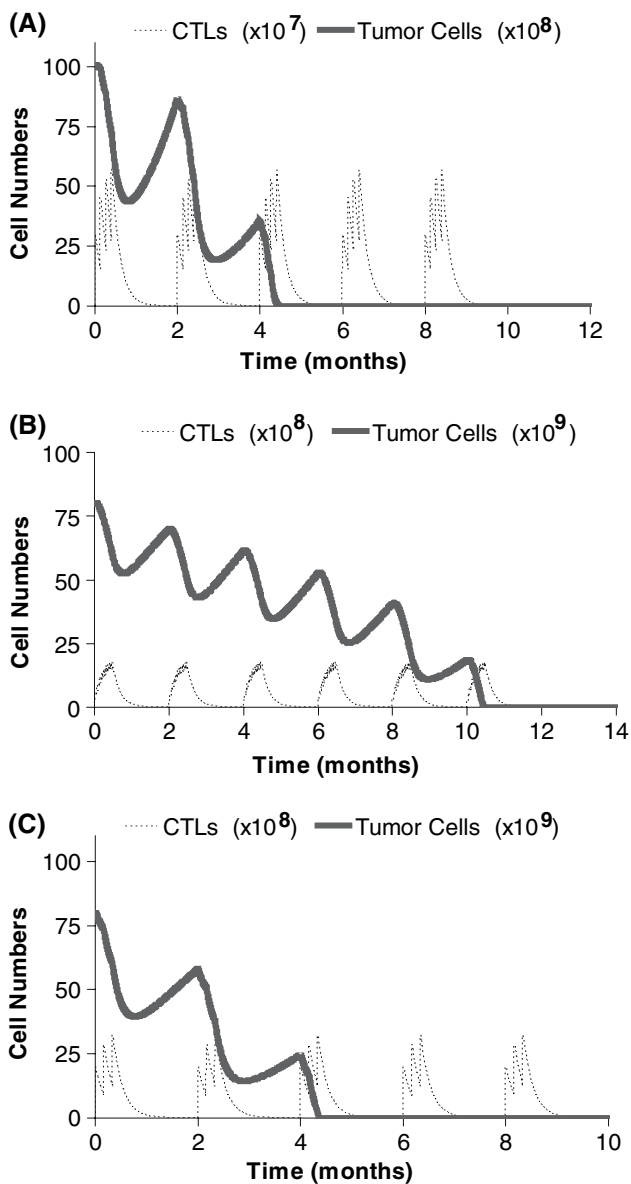 (A)
CTLs (x10⁷) Tumor Cells (x10⁸)
100
75
50
25
0
Cell Numbers
0 2 4 6 8 10 12
Time (months)
(B)
CTLs (x10⁸) Tumor Cells (x10⁹)
100
75
50
25
0
Cell Numbers
0 2 4 6 8 10 12 14
Time (months)
(C)
CTLs (x10⁸) Tumor Cells (x10⁹)
100
75
50
25
0
Cell Numbers
0 2 4 6 8 10
Time (months)